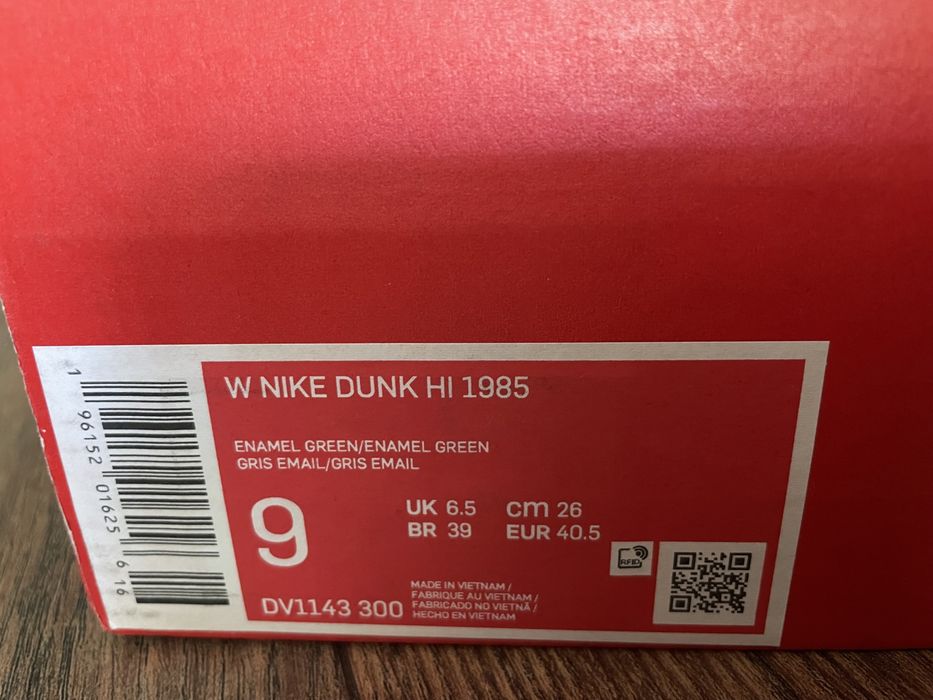 W NIKE DUNK HI 1985
ENAMEL GREEN/ENAMEL GREEN
GRIS EMAIL/GRIS EMAIL
9
UK 6.5 cm 26
BR 39 EUR 40.5
RFID
DV1143 300
MADE IN VIETNAM /
FABRIQUE AU VIETNAM /
FABRICADO NO VIETNÃ /
HECHO EN VIETNAM
1 96152 01625 6 16